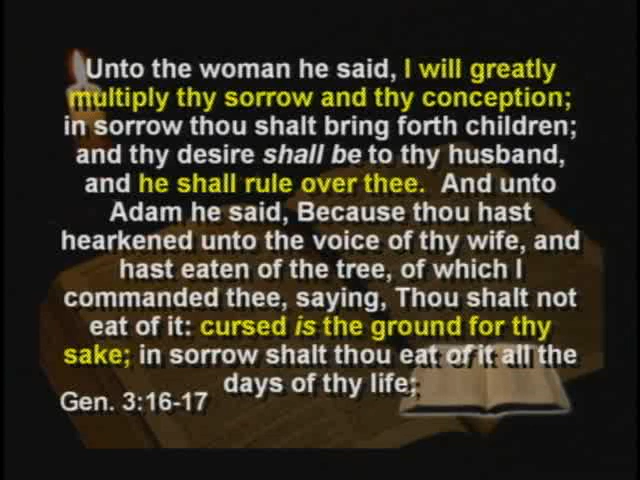 Unto the woman he said, I will greatly
multiply thy sorrow and thy conception;
in sorrow thou shalt bring forth children;
and thy desire shall be to thy husband,
and he shall rule over thee. And unto
Adam he said, Because thou hast
hearkened unto the voice of thy wife, and
hast eaten of the tree, of which I
commanded thee, saying, Thou shalt not
eat of it: cursed is the ground for thy
sake; in sorrow shalt thou eat of it all the
days of thy life;
Gen. 3:16-17